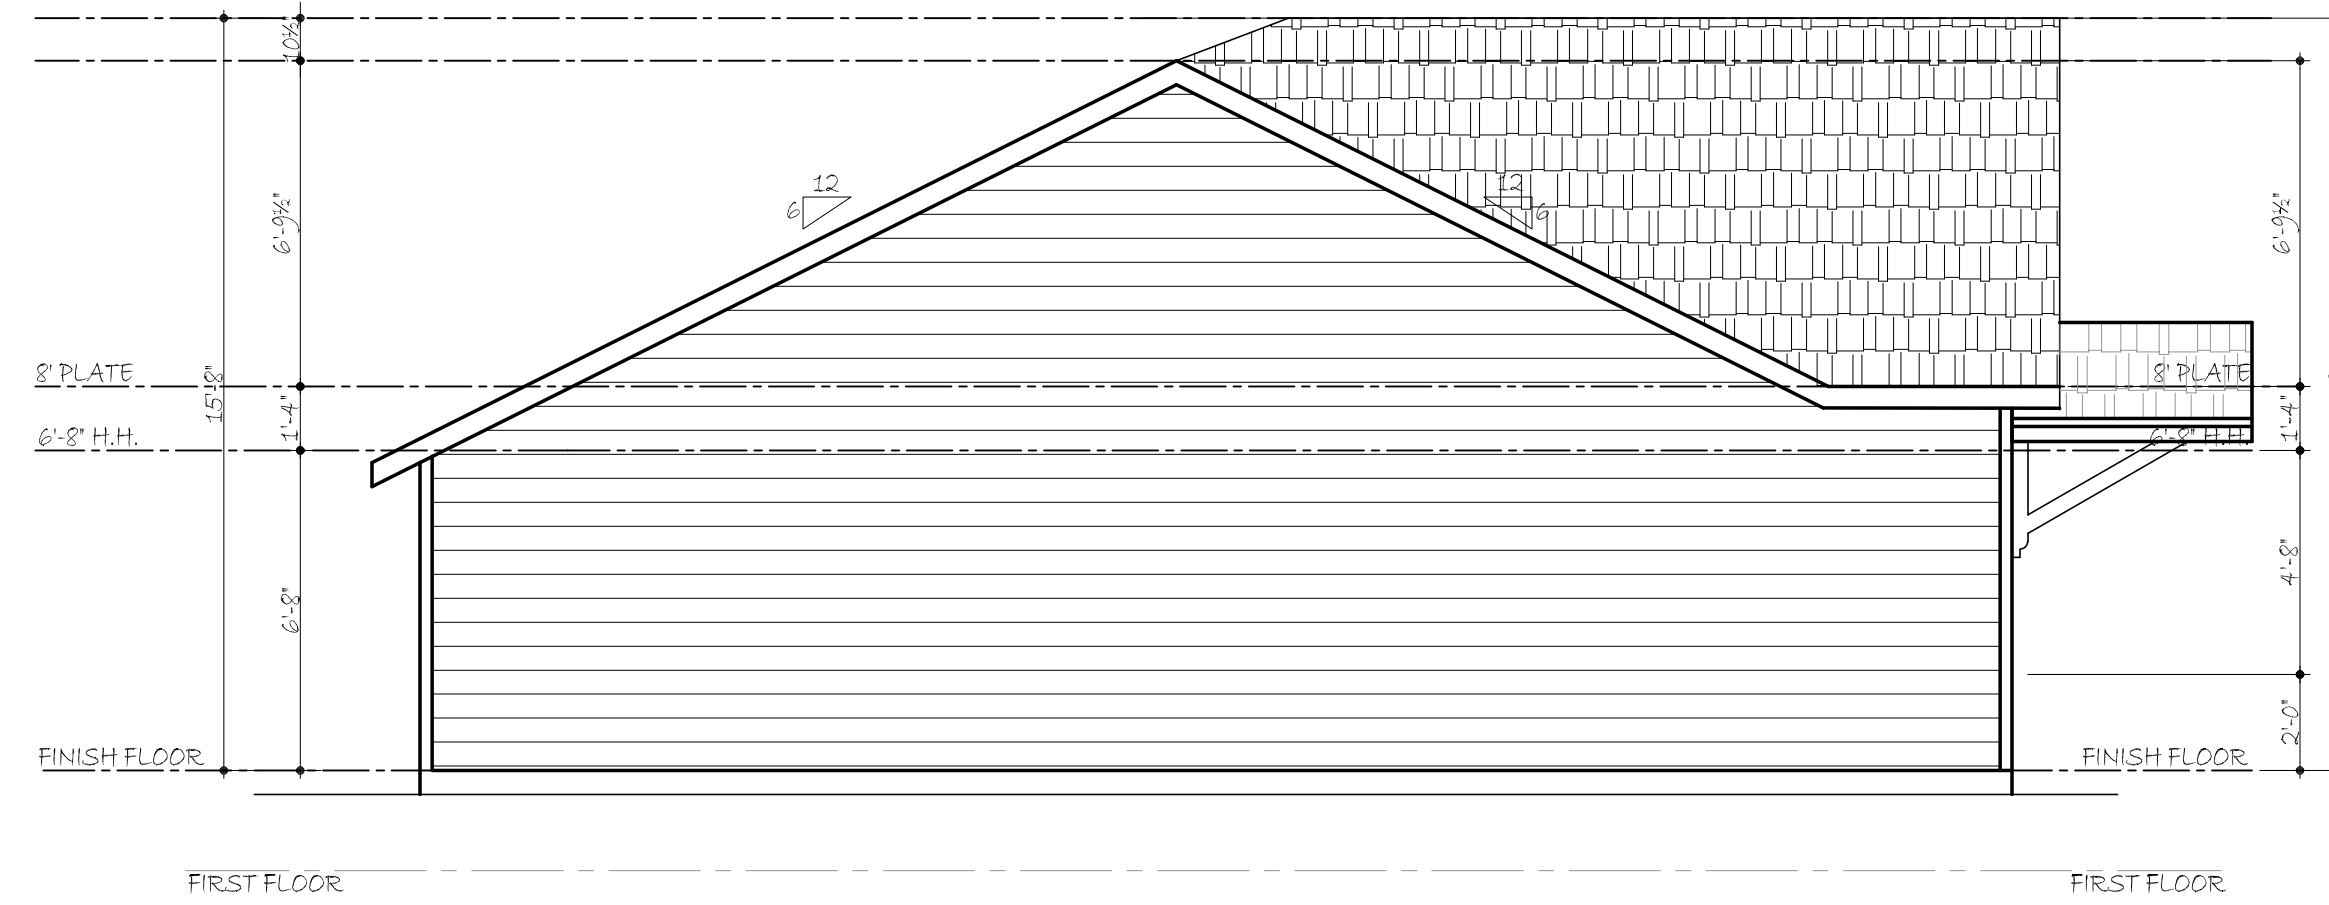 10½"
6'-9½"
12
6
12
6
6'-9½"
8' PLATE
15'-8"
1'-4"
8' PLATE
1'-4"
6'-8" H.H.
6'-8" H.H.
6'-8"
4'-8"
2'-0"
FINISH FLOOR
FINISH FLOOR
FIRST FLOOR
FIRST FLOOR